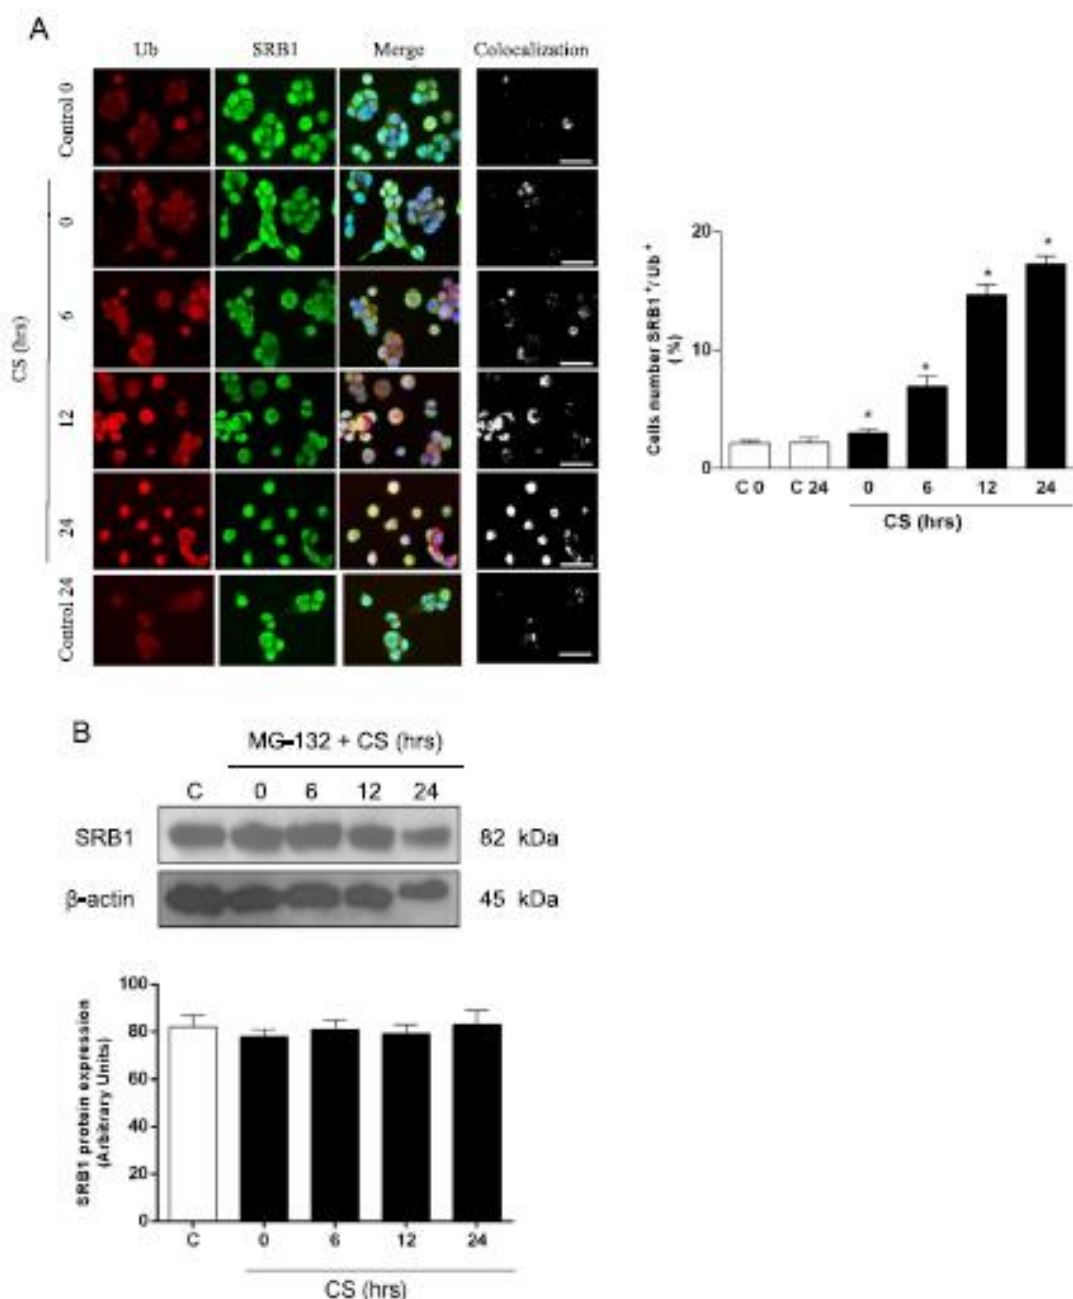 A
Ub SRB1 Merge Colocalization
Control 0
CS (hrs)
0
6
12
24
Control 24
Cells number SRB1 +/Ub +
(%)
20
10
0
C 0 C 24 0 6 12 24
CS (hrs)
B
MG-132 + CS (hrs)
C 0 6 12 24
SRB1 82 kDa
β-actin 45 kDa
SRB1 protein expression
(Arbitrary Units)
100
80
60
40
20
0
C 0 6 12 24
CS (hrs)